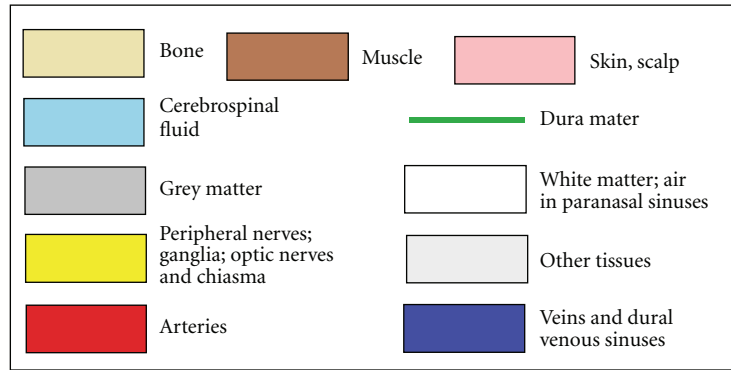 Bone
Muscle
Skin, scalp
Cerebrospinal
fluid
Dura mater
Grey matter
White matter; air
in paranasal sinuses
Peripheral nerves;
ganglia; optic nerves
and chiasma
Other tissues
Arteries
Veins and dural
venous sinuses